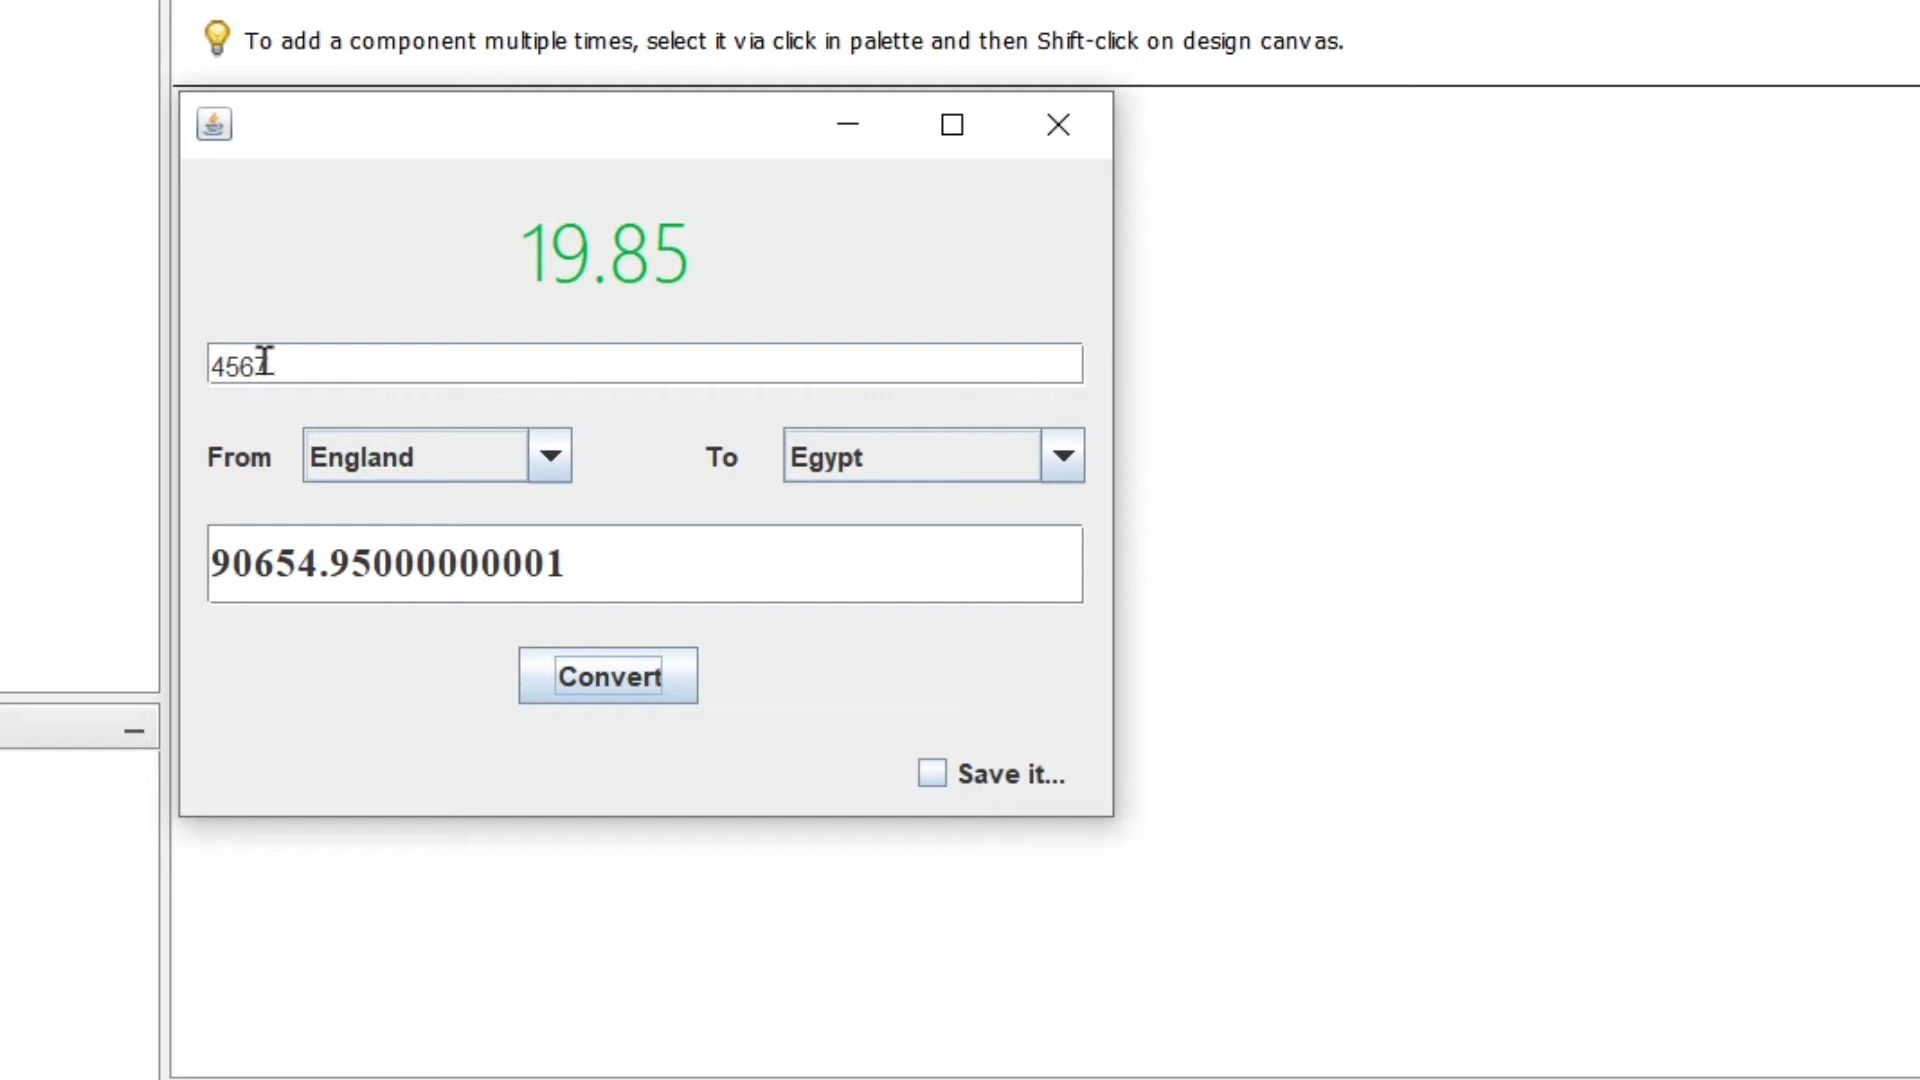 To add a component multiple times, select it via click in palette and then Shift-click on design canvas.
19.85
4567
From England To Egypt
90654.95000000001
Convert
Save it...